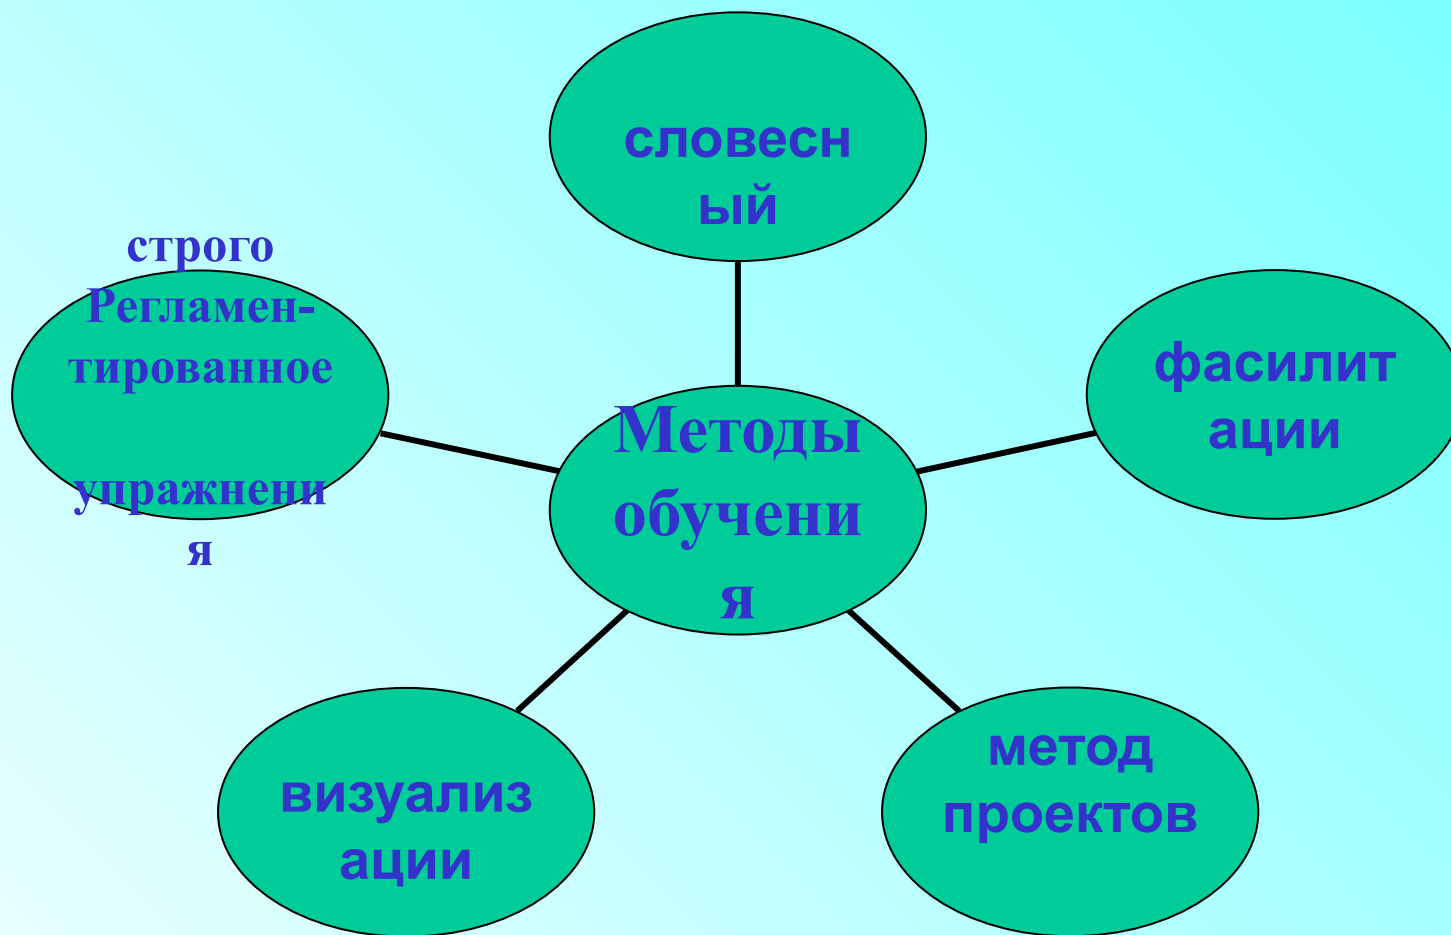 словесн
ый
строго
Регламен-
тированное
упражнени
я
фасилит
ации
Методы
обучени
я
визуализ
ации
метод
проектов